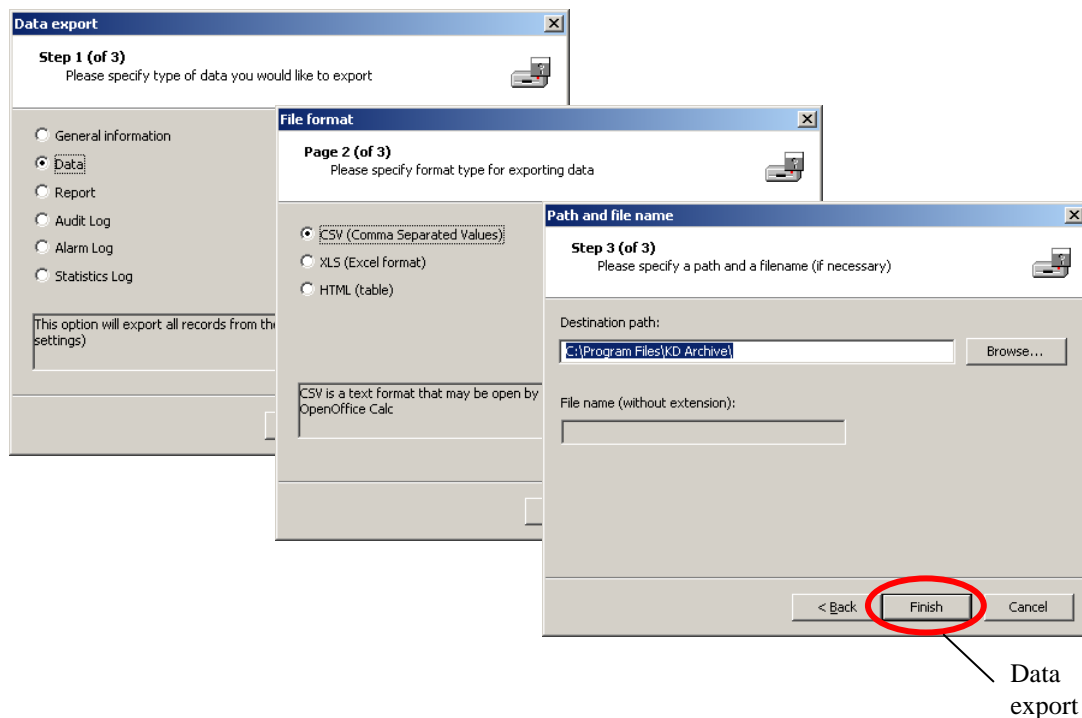 Data export
Step 1 (of 3)
Please specify type of data you would like to export
General information
Data
Report
Audit Log
Alarm Log
Statistics Log
This option will export all records from the
settings)
File format
Page 2 (of 3)
Please specify format type for exporting data
CSV (Comma Separated Values)
XLS (Excel format)
HTML (table)
CSV is a text format that may be open by
OpenOffice Calc
Path and file name
Step 3 (of 3)
Please specify a path and a filename (if necessary)
Destination path:
C:\Program Files\KD Archive\
Browse...
File name (without extension):
< Back
Finish
Cancel
Data
export